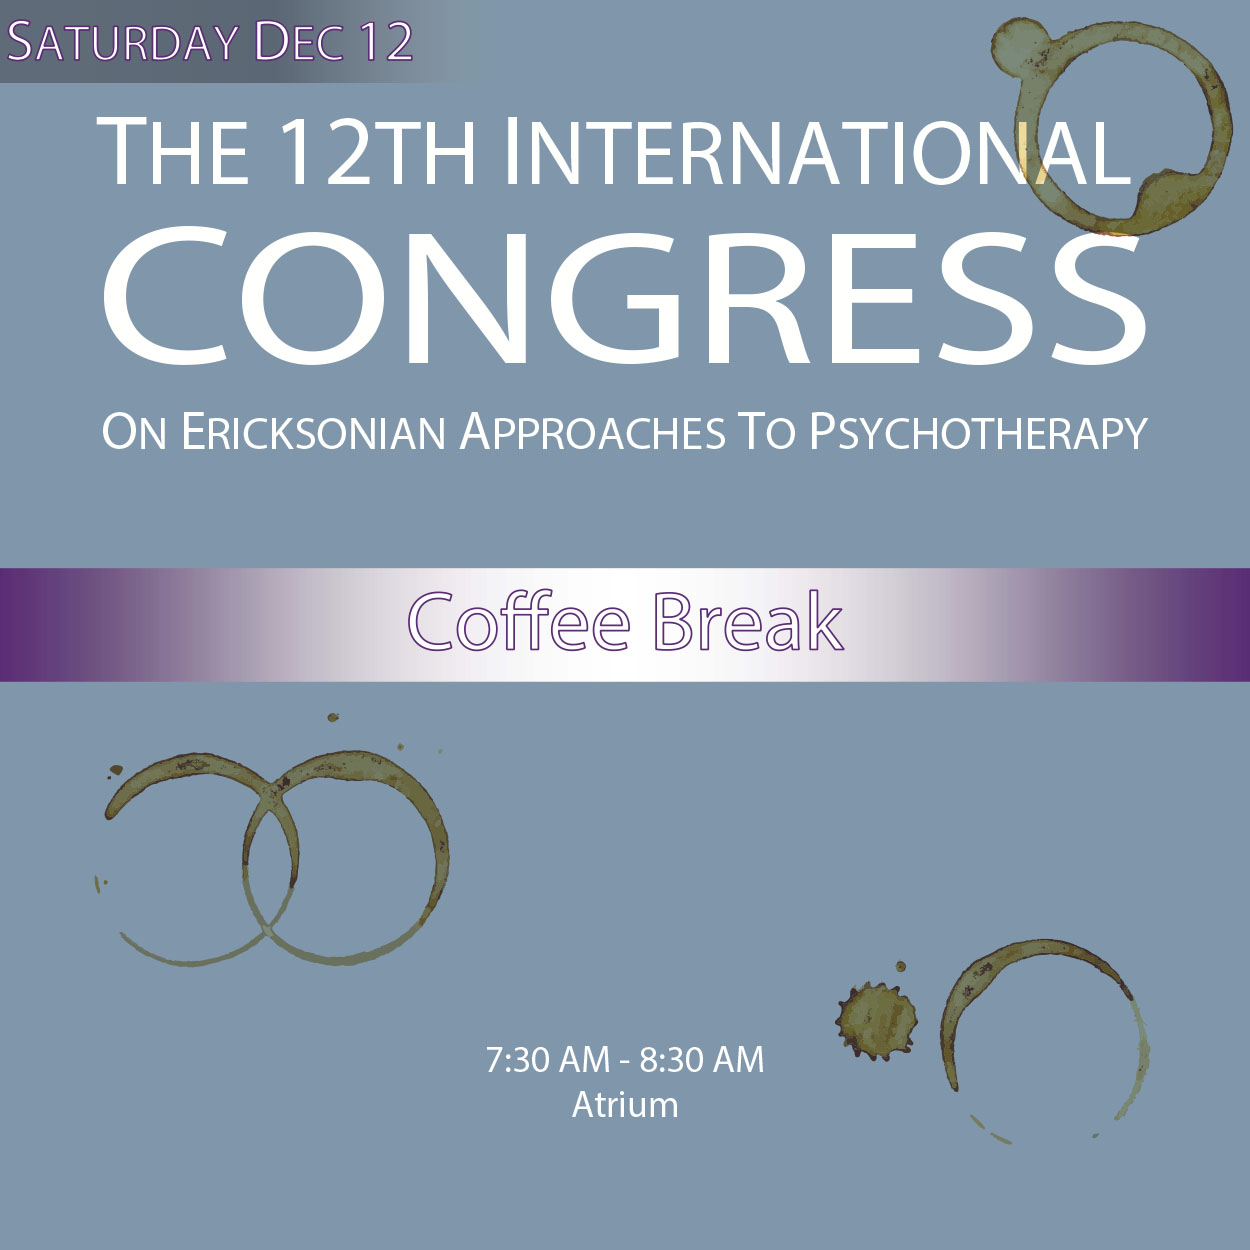 Saturday Dec 12
The 12th International
Congress
On Ericksonian Approaches To Psychotherapy
Coffee Break
7:30 AM - 8:30 AM
Atrium